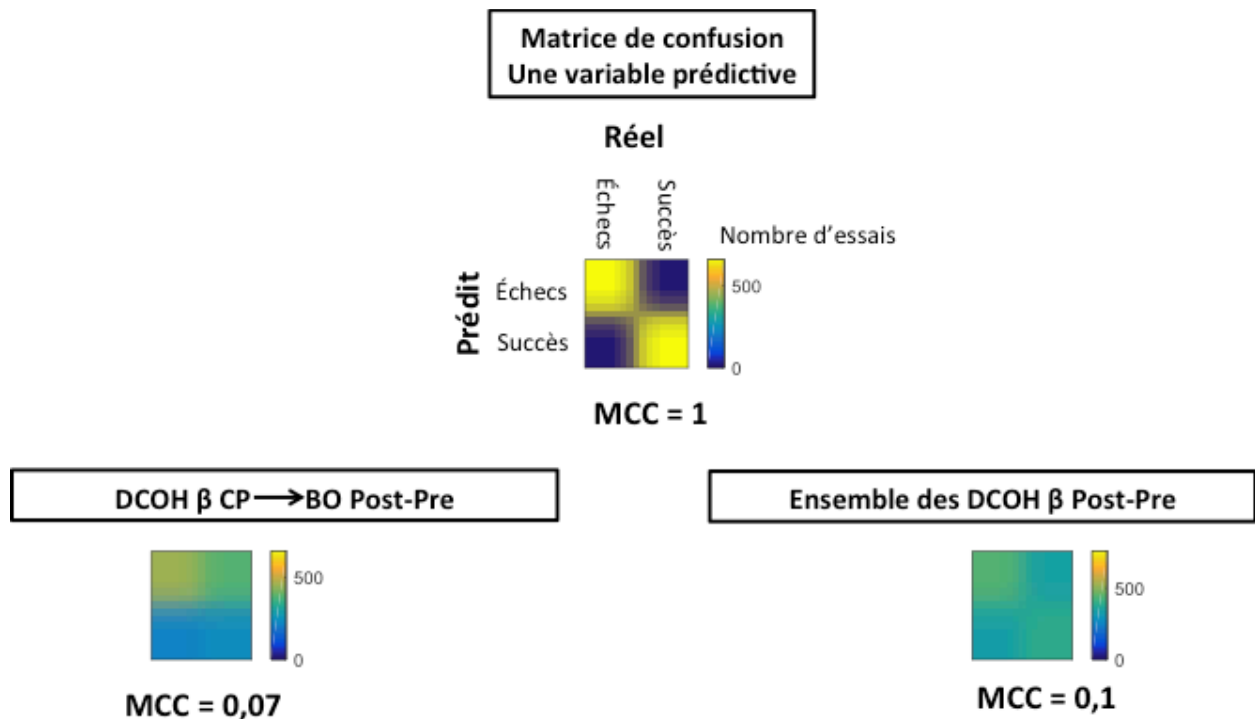 Matrice de confusion
Une variable prédictive
Réel
Échecs
Succès
Nombre d'essais
Prédit
Échecs
Succès
500
0
MCC = 1
DCOH β CP⟶BO Post-Pre
Ensemble des DCOH β Post-Pre
500
0
500
0
MCC = 0,07
MCC = 0,1